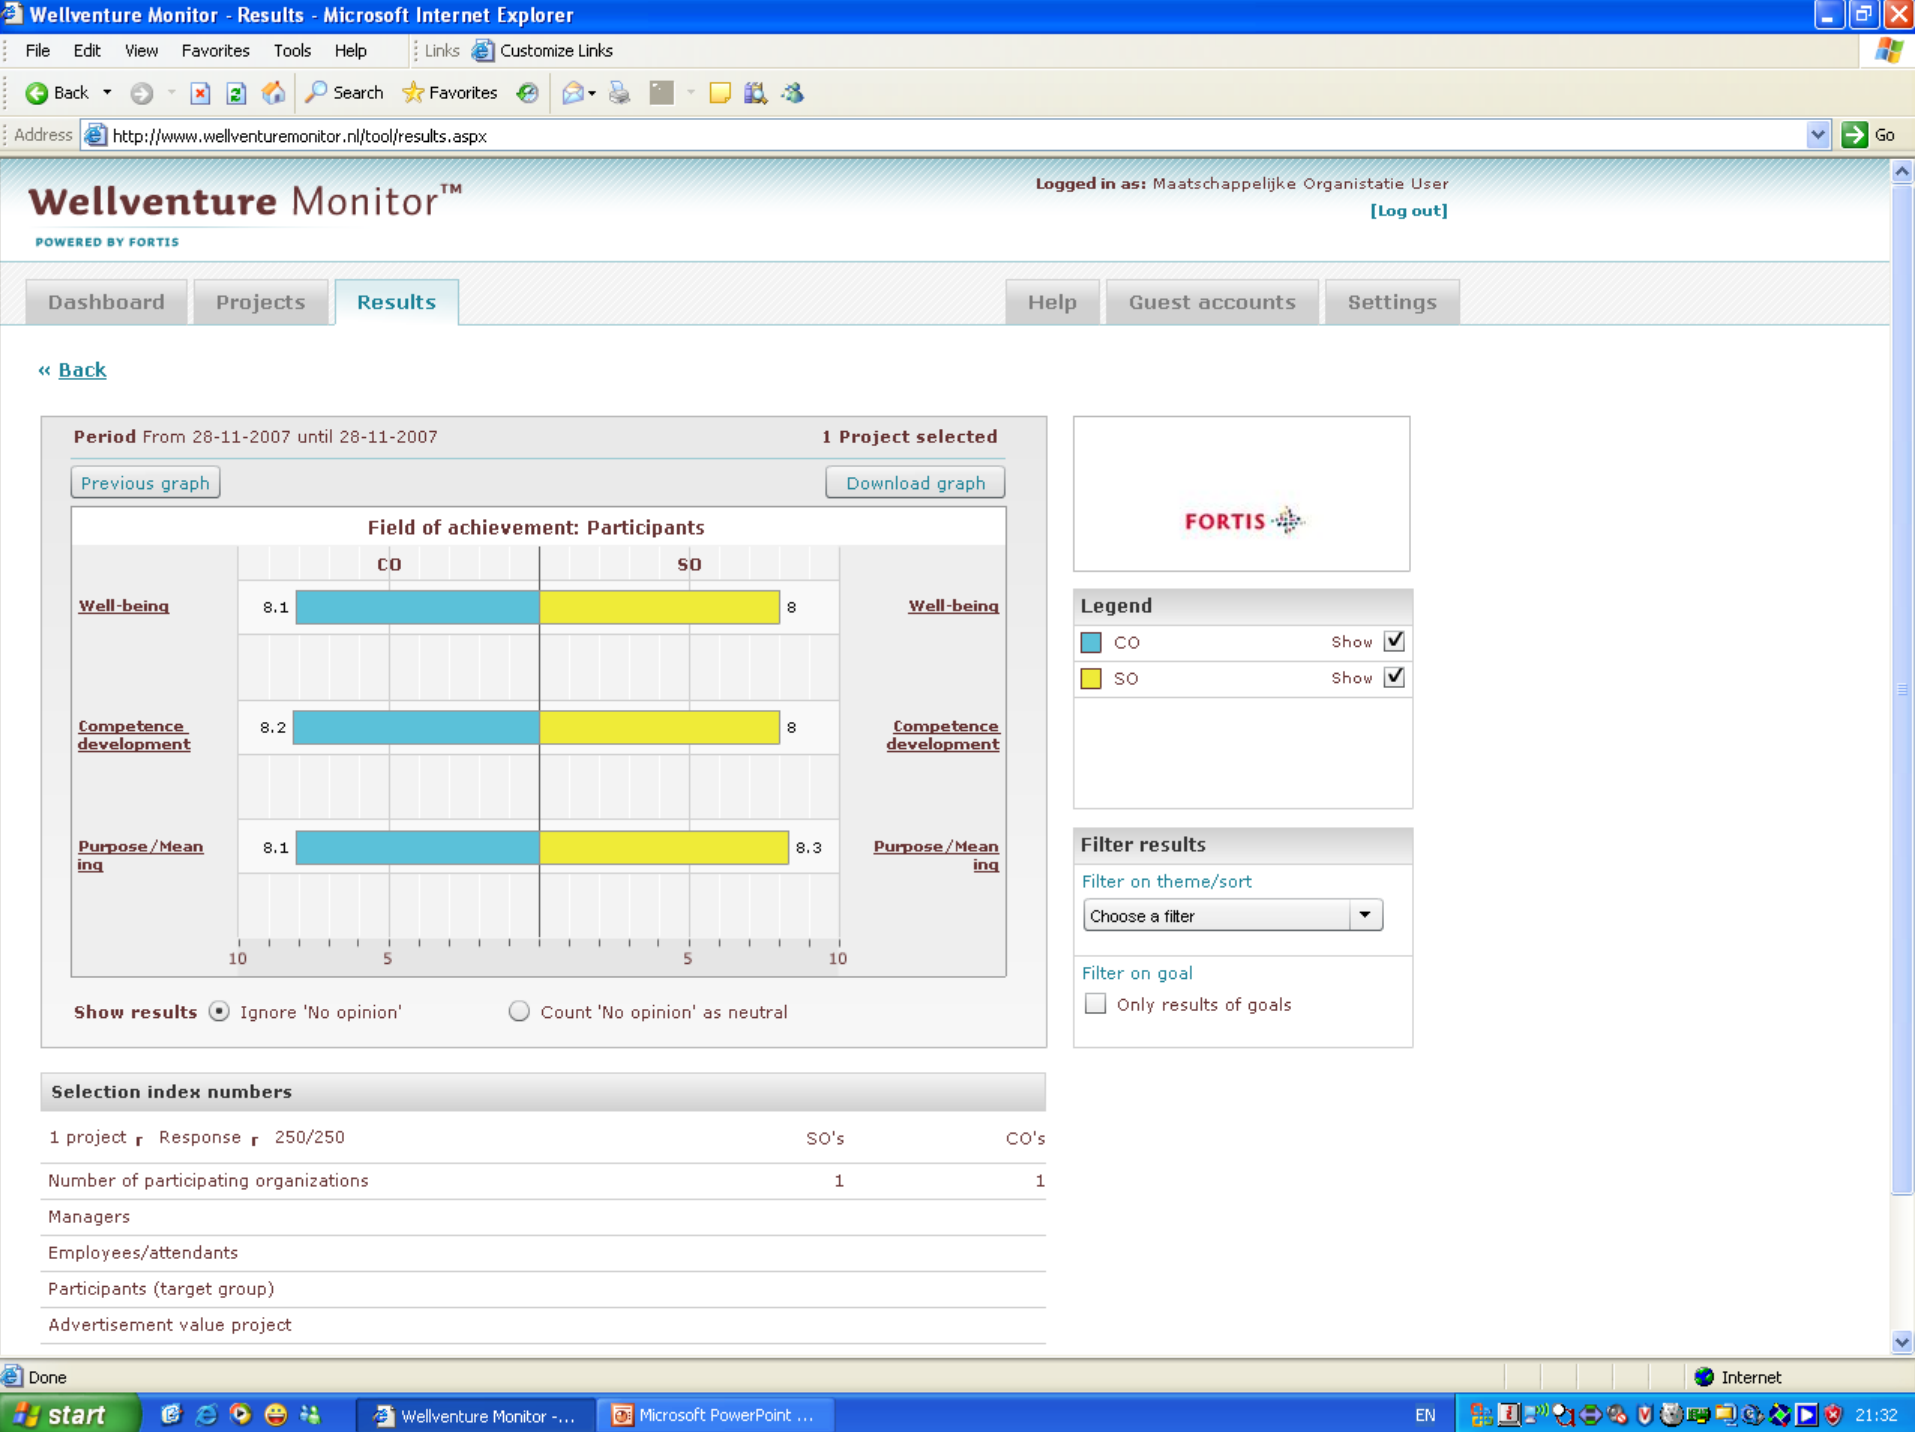 Wellventure Monitor - Results - Microsoft Internet Explorer
File Edit View Favorites Tools Help Links Customize Links
Back Search Favorites
Address http://www.wellventuremonitor.nl/tool/results.aspx Go
Wellventure Monitor™
Logged in as: Maatschappelijke Organistatie User
[Log out]
POWERED BY FORTIS
Dashboard Projects Results Help Guest accounts Settings
« Back
Period From 28-11-2007 until 28-11-2007 1 Project selected
Previous graph Download graph
Field of achievement: Participants
CO SO
Well-being 8.1 8 Well-being
Competence 8.2 8 Competence
development development
Purpose/Mean 8.1 8.3 Purpose/Mean
ing ing
10 5 5 10
Show results Ignore 'No opinion' Count 'No opinion' as neutral
FORTIS
Legend
CO Show
SO Show
Filter results
Filter on theme/sort
Choose a filter
Filter on goal
Only results of goals
Selection index numbers
1 project r Response r 250/250 SO's CO's
Number of participating organizations 1 1
Managers
Employees/attendants
Participants (target group)
Advertisement value project
Done Internet
start Wellventure Monitor -... Microsoft PowerPoint ... EN 21:32